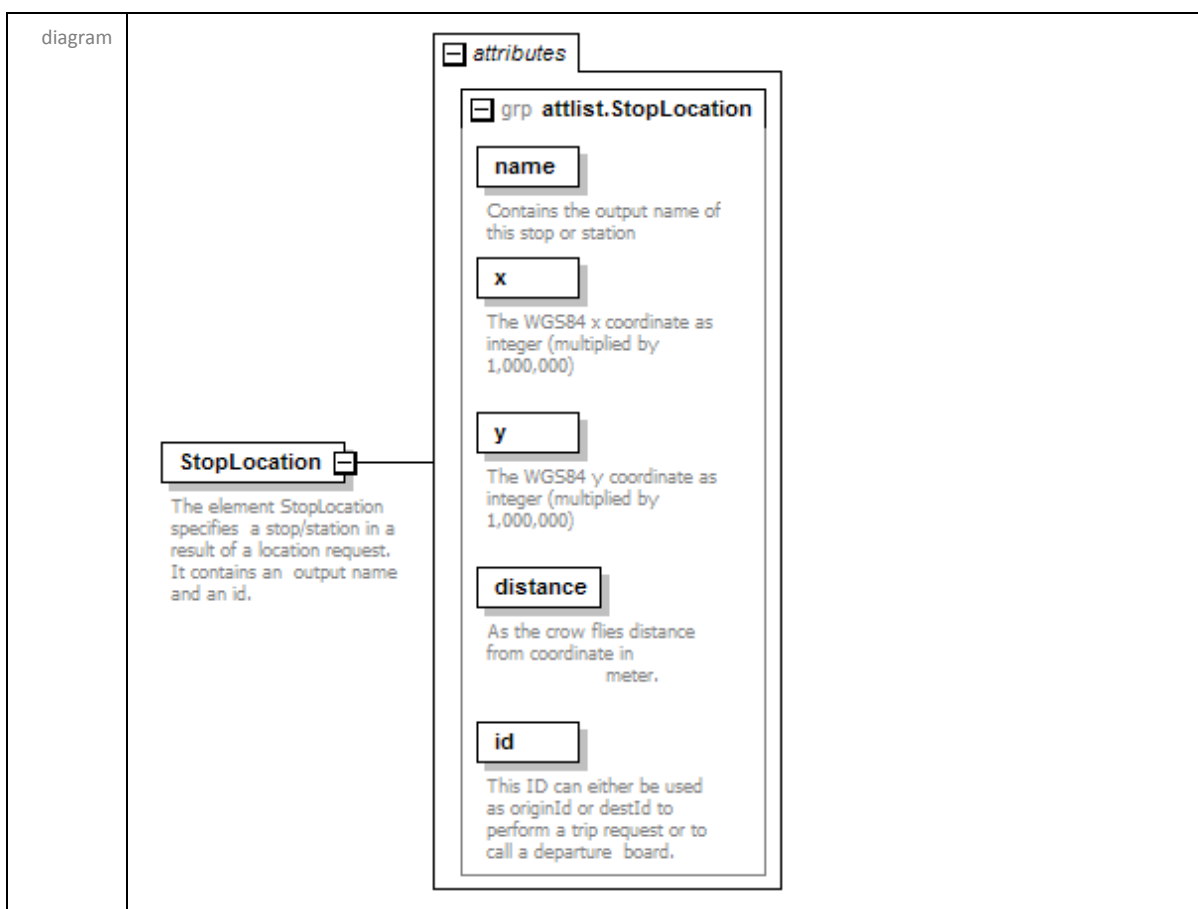 diagram
attributes
grp attlist.StopLocation
name
Contains the output name of
this stop or station
x
The WGS84 x coordinate as
integer (multiplied by
1,000,000)
y
The WGS84 y coordinate as
integer (multiplied by
1,000,000)
StopLocation
The element StopLocation
specifies a stop/station in a
result of a location request.
It contains an output name
and an id.
distance
As the crow flies distance
from coordinate in
meter.
id
This ID can either be used
as originId or destId to
perform a trip request or to
call a departure board.